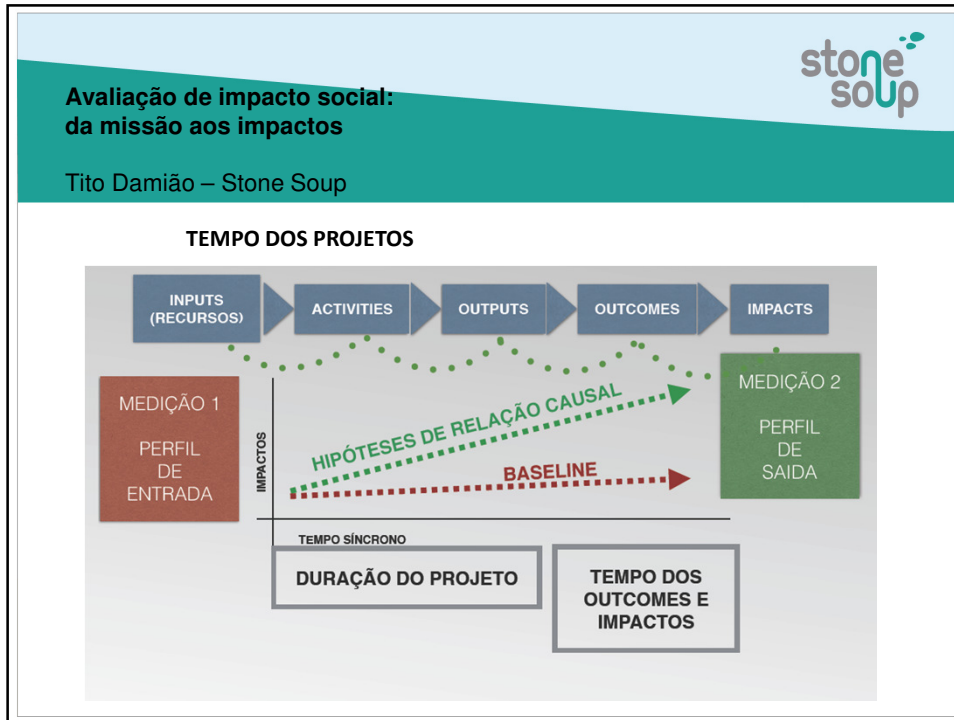 stone
soup
Avaliação de impacto social:
da missão aos impactos
Tito Damião – Stone Soup
TEMPO DOS PROJETOS
INPUTS
(RECURSOS)
ACTIVITIES
OUTPUTS
OUTCOMES
IMPACTS
MEDIÇÃO 1
PERFIL
DE
ENTRADA
IMPACTOS
HIPÓTESES DE RELAÇÃO CAUSAL
BASELINE
MEDIÇÃO 2
PERFIL
DE
SAIDA
TEMPO SÍNCRONO
DURAÇÃO DO PROJETO
TEMPO DOS
OUTCOMES E
IMPACTOS